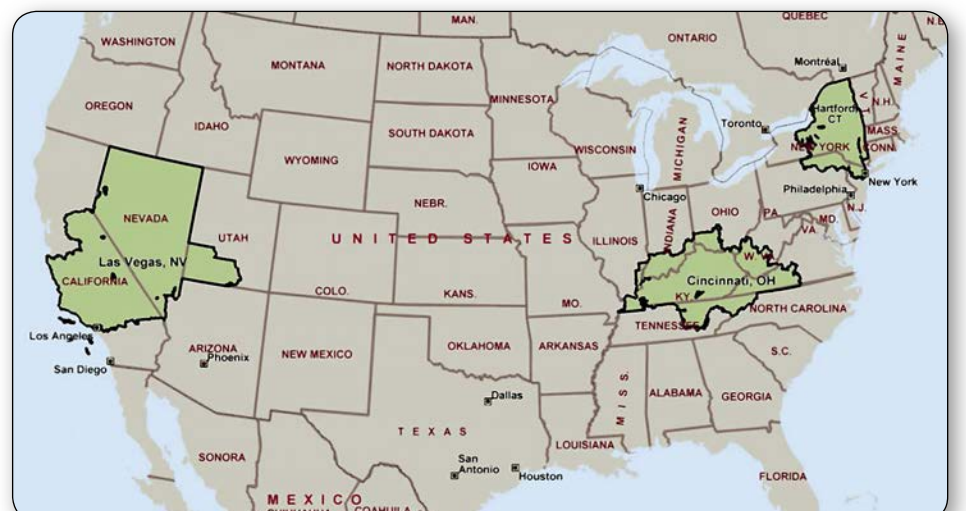 MAN.
QUEBEC
WASHINGTON
ONTARIO
MAINE
MONTANA
NORTH DAKOTA
Montréal
MINNESOTA
OREGON
Hartford,
CT
N.H.
IDAHO
Toronto
SOUTH DAKOTA
MASS.
NEW YORK
CONN.
WISCONSIN
MICHIGAN
WYOMING
IOWA
New York
Philadelphia
Chicago
NEBR.
N.J.
NEVADA
OHIO
PA.
MD.
VA.
UTAH
UNITED STATES
ILLINOIS
Las Vegas, NV
CALIFORNIA
Cincinnati, OH
COLO.
KANS.
KY.
MO.
NORTH CAROLINA
TENNESSEE
Los Angeles
OKLAHOMA
ARKANSAS
ARIZONA
Phoenix
NEW MEXICO
S.C.
San Diego
MISS.
ALABAMA
GEORGIA
Dallas
TEXAS
LOUISIANA
SONORA
San
Antonio
Houston
FLORIDA
MEXICO